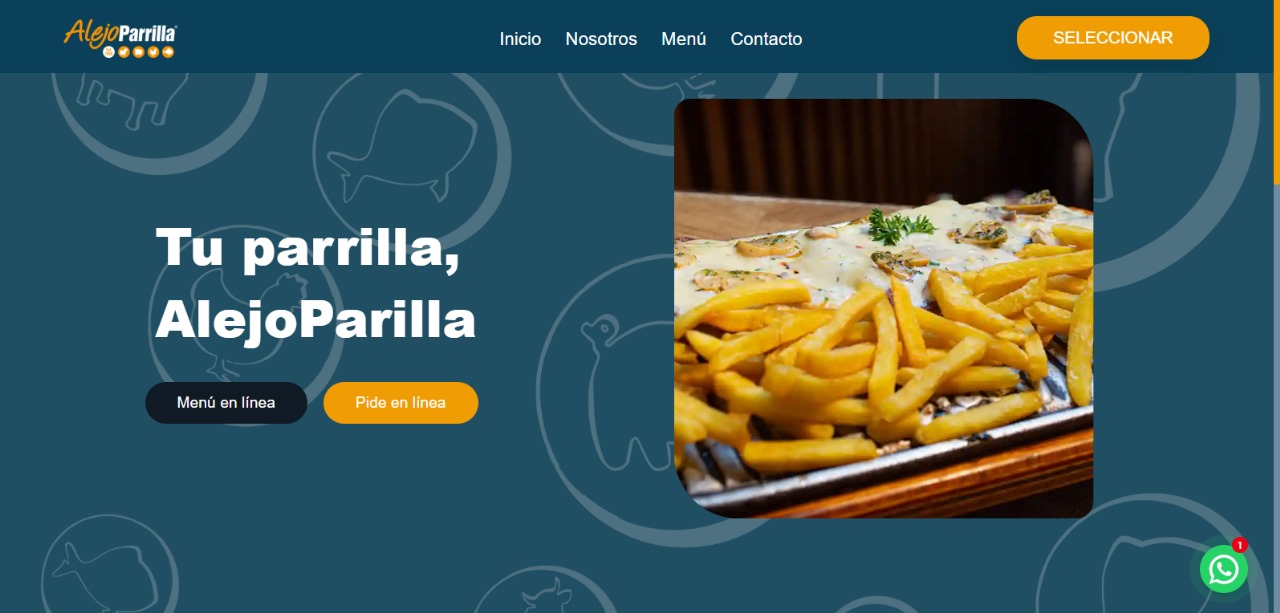 AlejoParrilla
Inicio Nosotros Menú Contacto
SELECCIONAR
Tu parrilla,
AlejoParilla
Menú en línea Pide en línea
1